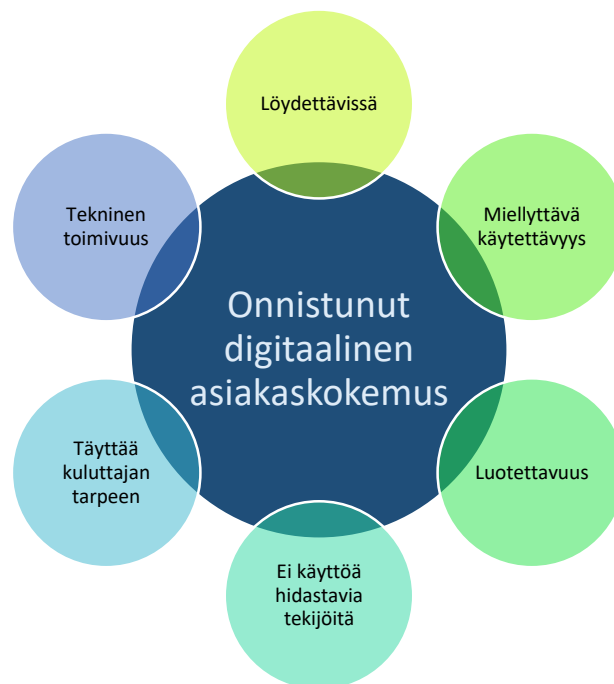 Löydettävissä
Tekninen
toimivuus
Miellyttävä
käytettävyys
Onnistunut
digitaalinen
asiakaskokemus
Täyttää
kuluttajan
tarpeen
Luotettavuus
Ei käyttöä
hidastavia
tekijöitä